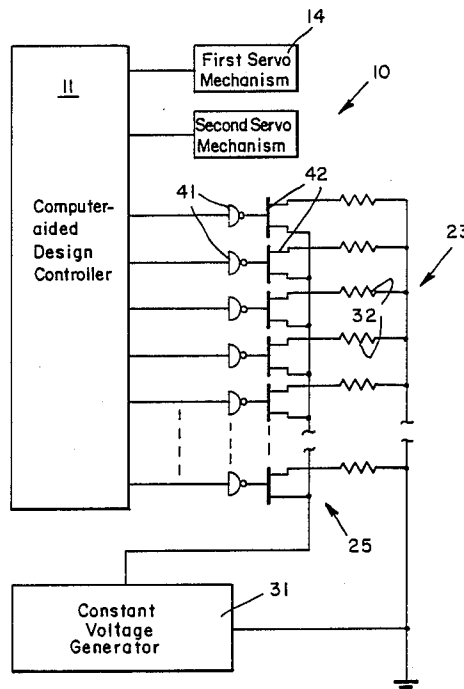 14
First Servo
Mechanism
10
11
Second Servo
Mechanism
42
41
Computer-
aided
Design
Controller
23
32
25
31
Constant
Voltage
Generator